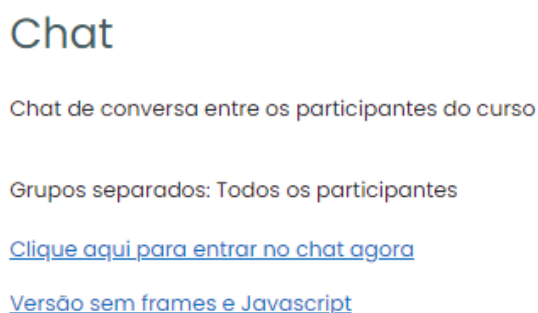 Chat
Chat de conversa entre os participantes do curso
Grupos separados: Todos os participantes
Clique aqui para entrar no chat agora
Versão sem frames e Javascript